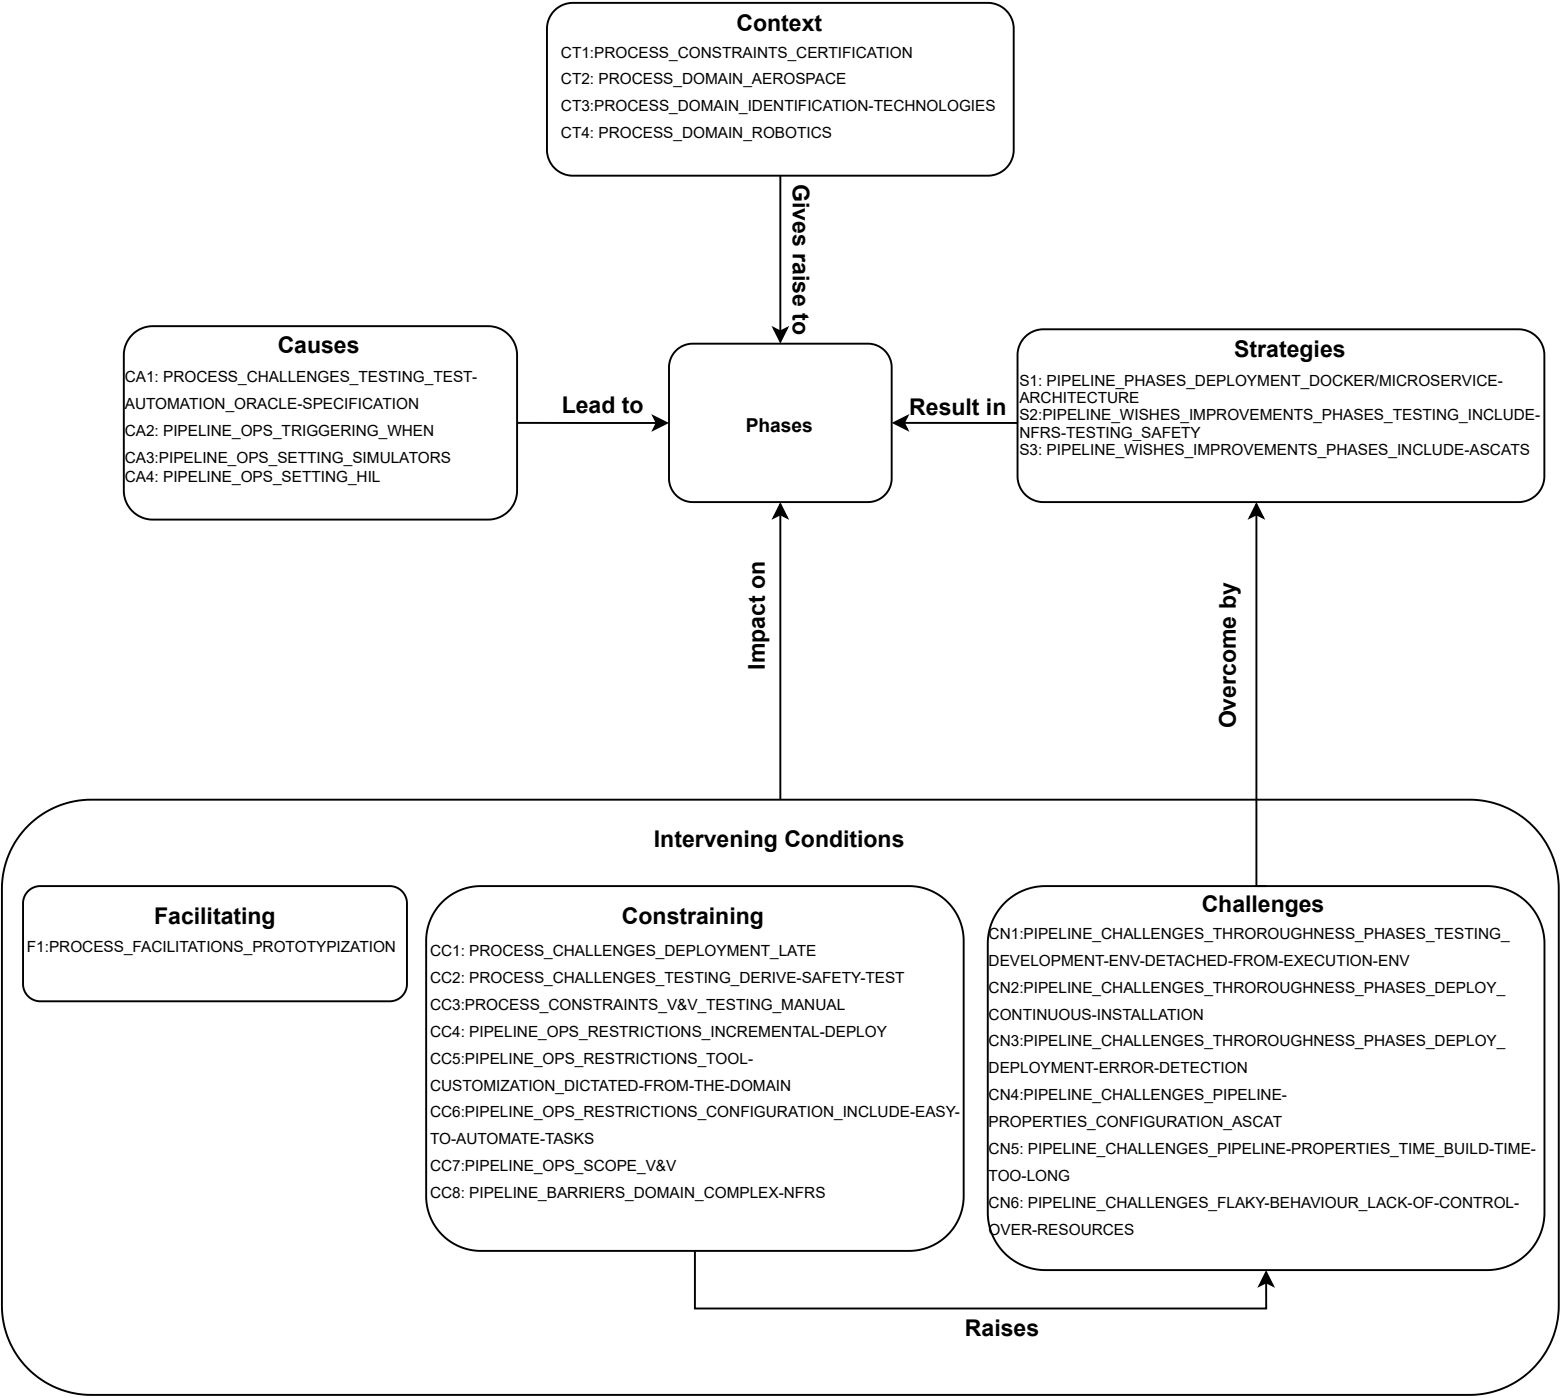 Context
CT1:PROCESS_CONSTRAINTS_CERTIFICATION
CT2: PROCESS_DOMAIN_AEROSPACE
CT3:PROCESS_DOMAIN_IDENTIFICATION-TECHNOLOGIES
CT4: PROCESS_DOMAIN_ROBOTICS
Gives raise to
Causes
CA1: PROCESS_CHALLENGES_TESTING_TEST-
AUTOMATION_ORACLE-SPECIFICATION
CA2: PIPELINE_OPS_TRIGGERING_WHEN
CA3:PIPELINE_OPS_SETTING_SIMULATORS
CA4: PIPELINE_OPS_SETTING_HIL
Lead to
Phases
Result in
Strategies
S1: PIPELINE_PHASES_DEPLOYMENT_DOCKER/MICROSERVICE-
ARCHITECTURE
S2:PIPELINE_WISHES_IMPROVEMENTS_PHASES_TESTING_INCLUDE-
NFRS-TESTING_SAFETY
S3: PIPELINE_WISHES_IMPROVEMENTS_PHASES_INCLUDE-ASCATS
Impact on
Overcome by
Intervening Conditions
Facilitating
F1:PROCESS_FACILITATIONS_PROTOTYPIZATION
Constraining
CC1: PROCESS_CHALLENGES_DEPLOYMENT_LATE
CC2: PROCESS_CHALLENGES_TESTING_DERIVE-SAFETY-TEST
CC3:PROCESS_CONSTRAINTS_V&V_TESTING_MANUAL
CC4: PIPELINE_OPS_RESTRICTIONS_INCREMENTAL-DEPLOY
CC5:PIPELINE_OPS_RESTRICTIONS_TOOL-
CUSTOMIZATION_DICTATED-FROM-THE-DOMAIN
CC6:PIPELINE_OPS_RESTRICTIONS_CONFIGURATION_INCLUDE-EASY-
TO-AUTOMATE-TASKS
CC7:PIPELINE_OPS_SCOPE_V&V
CC8: PIPELINE_BARRIERS_DOMAIN_COMPLEX-NFRS
Challenges
CN1:PIPELINE_CHALLENGES_THROROUGHNESS_PHASES_TESTING_
DEVELOPMENT-ENV-DETACHED-FROM-EXECUTION-ENV
CN2:PIPELINE_CHALLENGES_THROROUGHNESS_PHASES_DEPLOY_
CONTINUOUS-INSTALLATION
CN3:PIPELINE_CHALLENGES_THROROUGHNESS_PHASES_DEPLOY_
DEPLOYMENT-ERROR-DETECTION
CN4:PIPELINE_CHALLENGES_PIPELINE-
PROPERTIES_CONFIGURATION_ASCAT
CN5: PIPELINE_CHALLENGES_PIPELINE-PROPERTIES_TIME_BUILD-TIME-
TOO-LONG
CN6: PIPELINE_CHALLENGES_FLAKY-BEHAVIOUR_LACK-OF-CONTROL-
OVER-RESOURCES
Raises